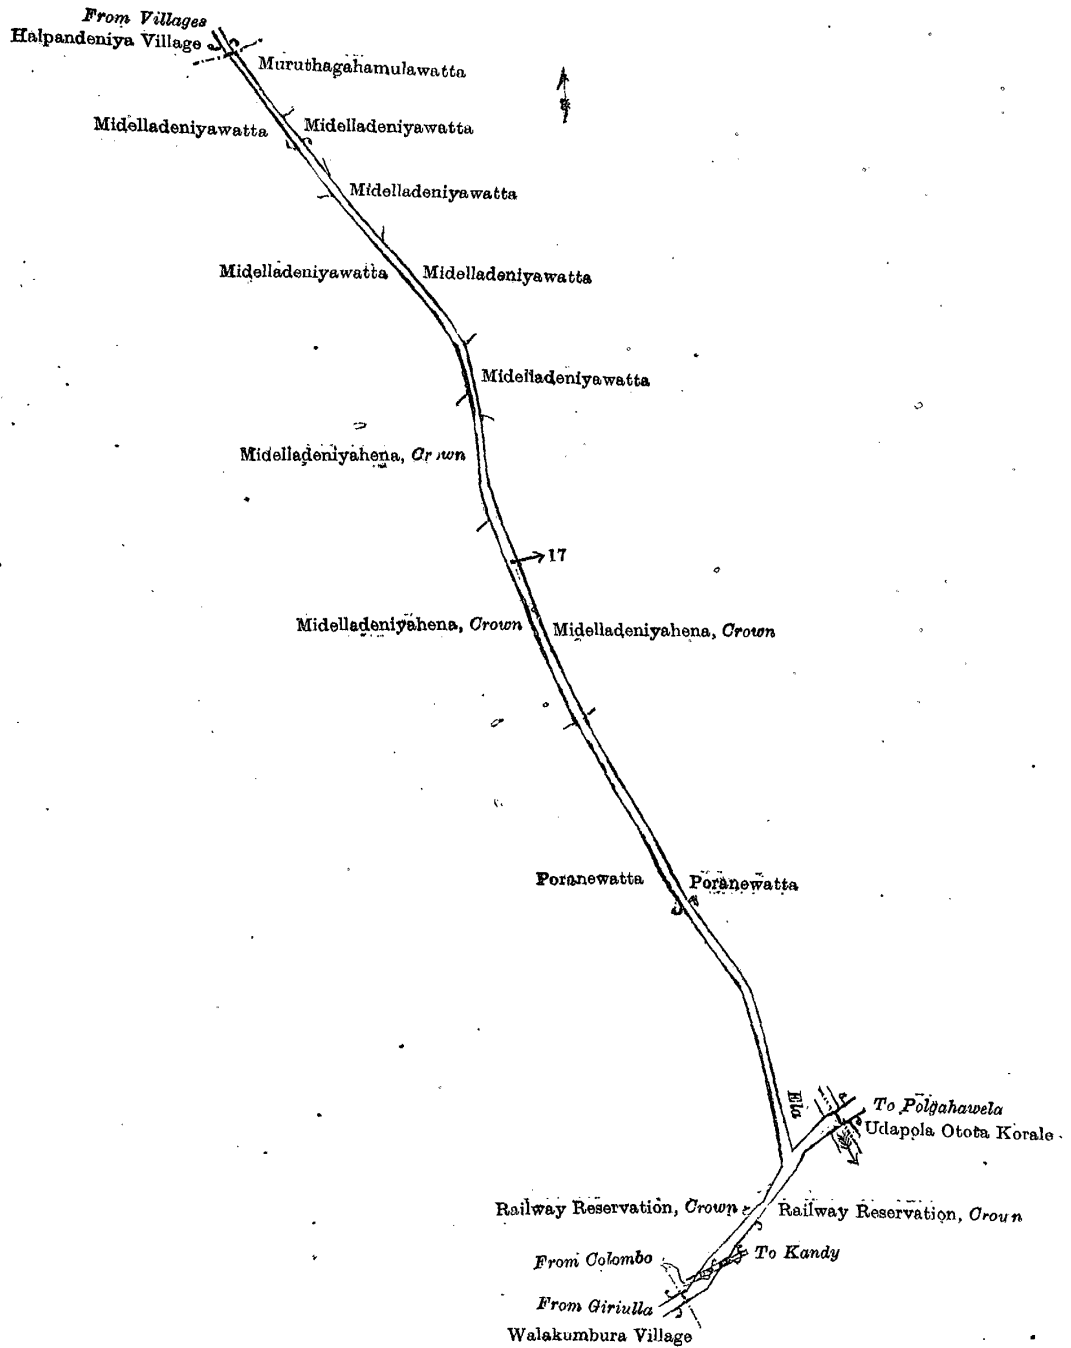 From Villages
Halpandeniya Village
Muruthagahamulawatta
Midelladeniyawatta
Midelladeniyawatta
Midelladeniyawatta
Midelladeniyawatta
Midelladeniyawatta
Midelladeniyawatta
Midelladeniyahena, Crown
17
Midelladeniyahena, Crown
Midelladeniyahena, Crown
Poranewatta
Poranewatta
Ela
To Polgahawela
Udapola Otota Korale
Railway Reservation, Crown
Railway Reservation, Crown
From Colombo
To Kandy
From Giriulla
Walakumbura Village